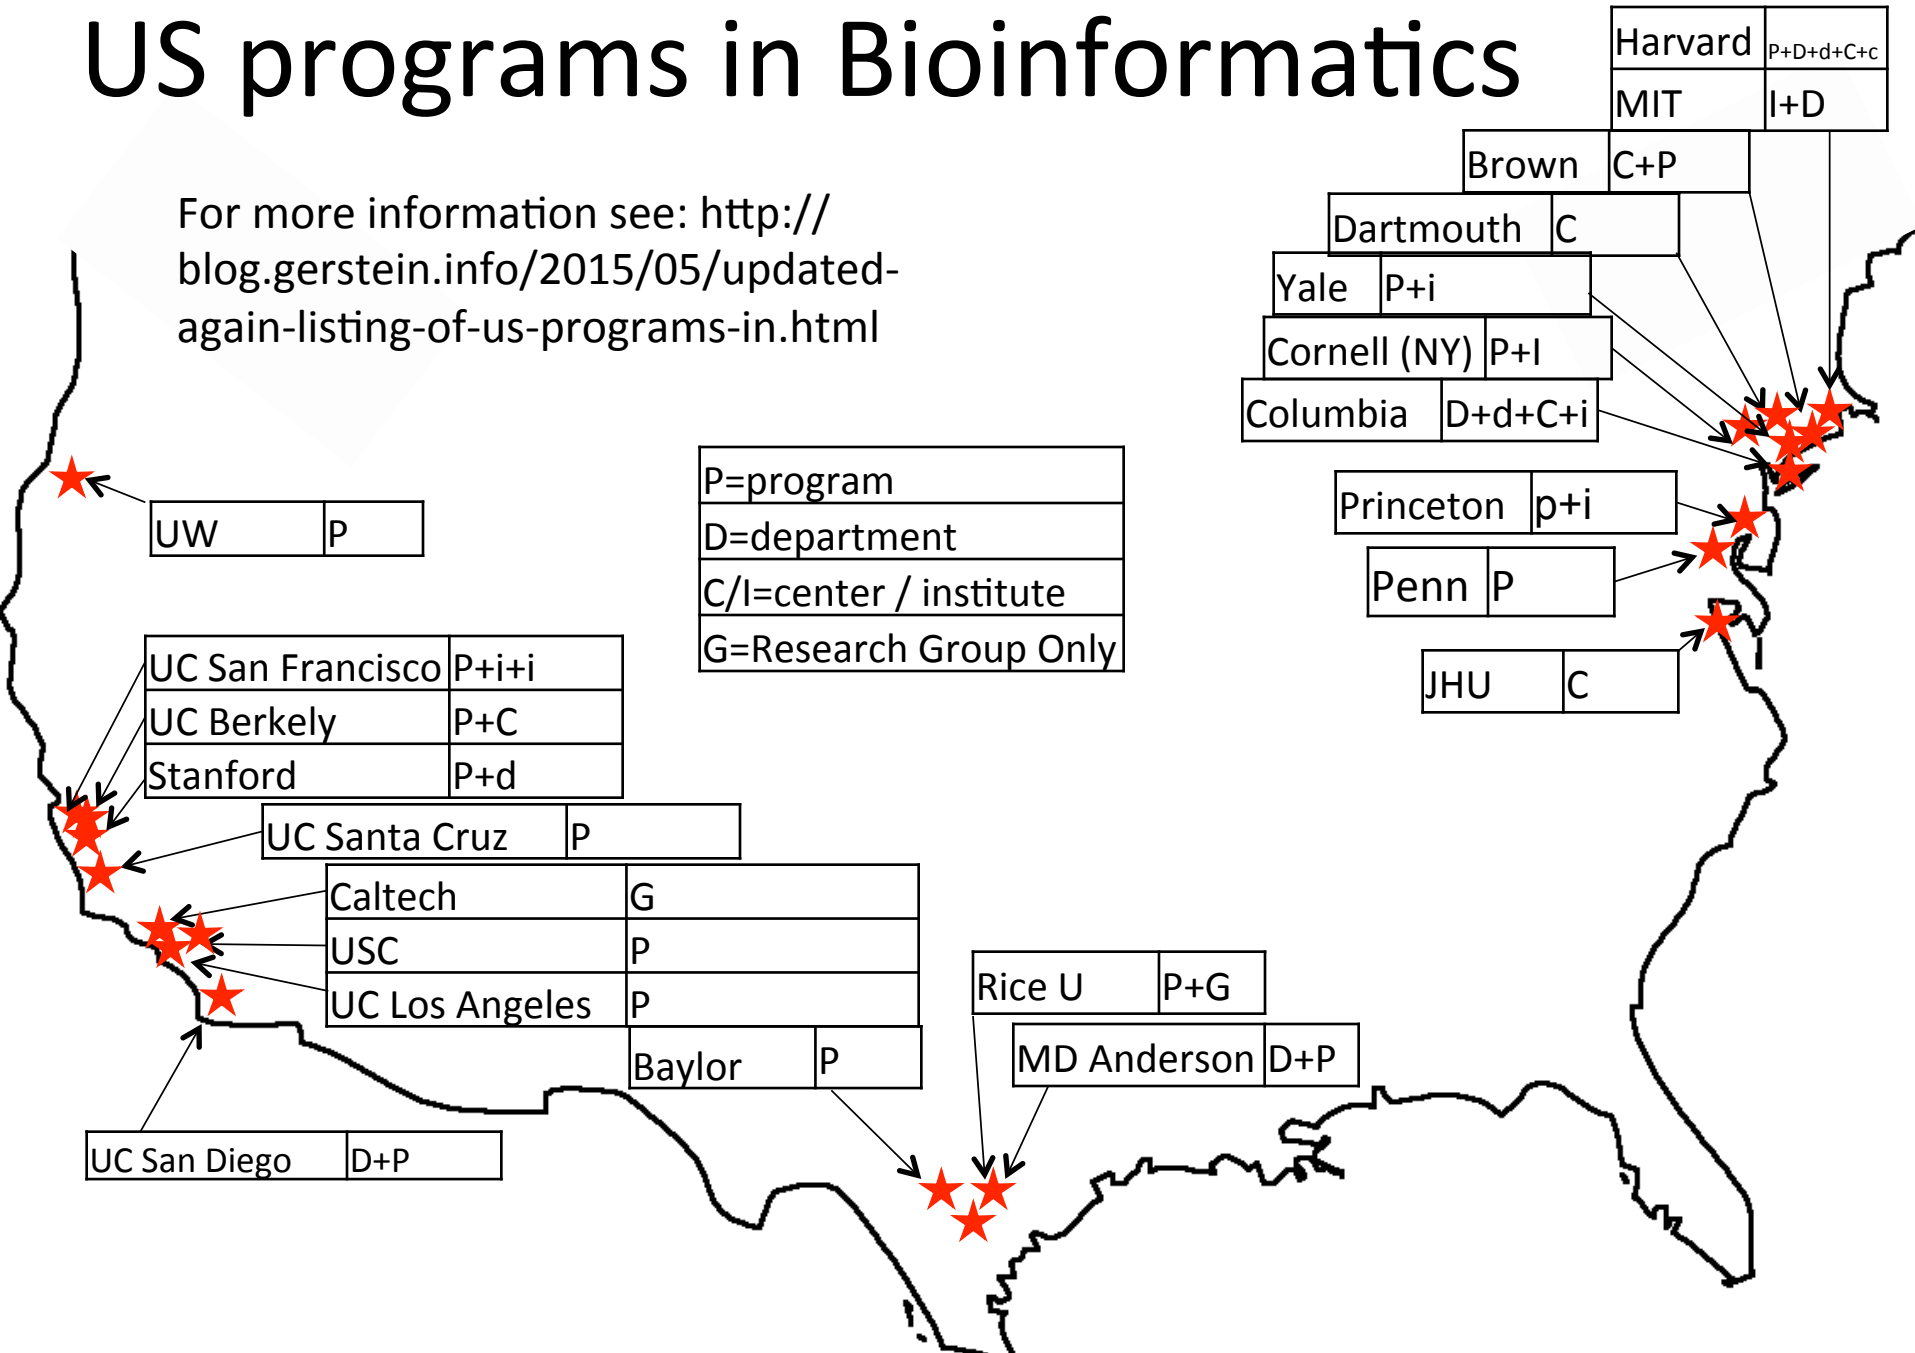 US programs in Bioinformatics
Harvard P+D+d+C+c
MIT I+D
Brown C+P
For more information see: http://
blog.gerstein.info/2015/05/updated-
again-listing-of-us-programs-in.html
Dartmouth C
Yale P+i
Cornell (NY) P+I
Columbia D+d+C+i
P=program
D=department
C/I=center / institute
G=Research Group Only
Princeton p+i
Penn P
JHU C
UW P
UC San Francisco P+i+i
UC Berkely P+C
Stanford P+d
UC Santa Cruz P
Caltech G
USC P
UC Los Angeles P
Baylor P
Rice U P+G
MD Anderson D+P
UC San Diego D+P